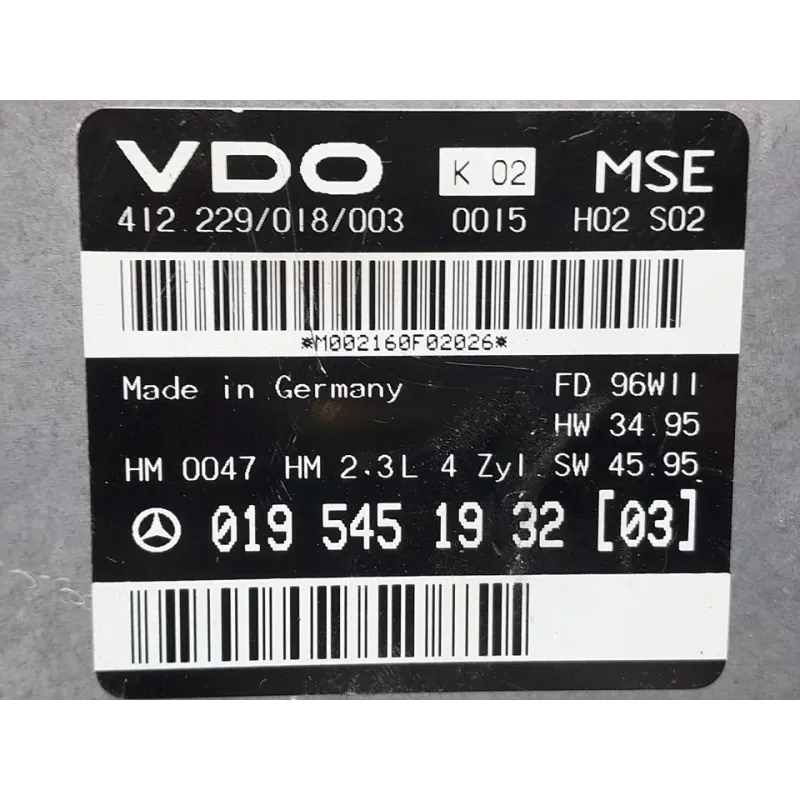 VDO K 02 MSE
412 229/018/003 0015 H02 S02
*M002160F02026*
Made in Germany FD 96W11
HW 34.95
HM 0047 HM 2.3L 4 Zyl SW 45.95
019 545 19 32 [03]